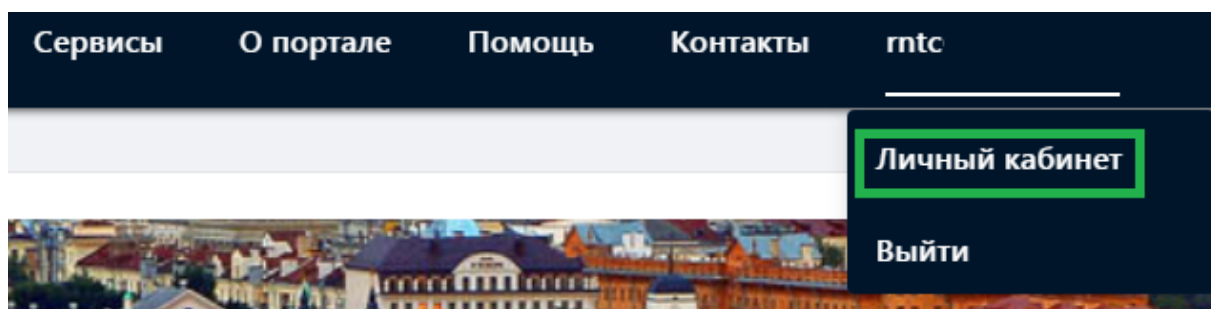 Сервисы О портале Помощь Контакты rntc
Личный кабинет
Выйти